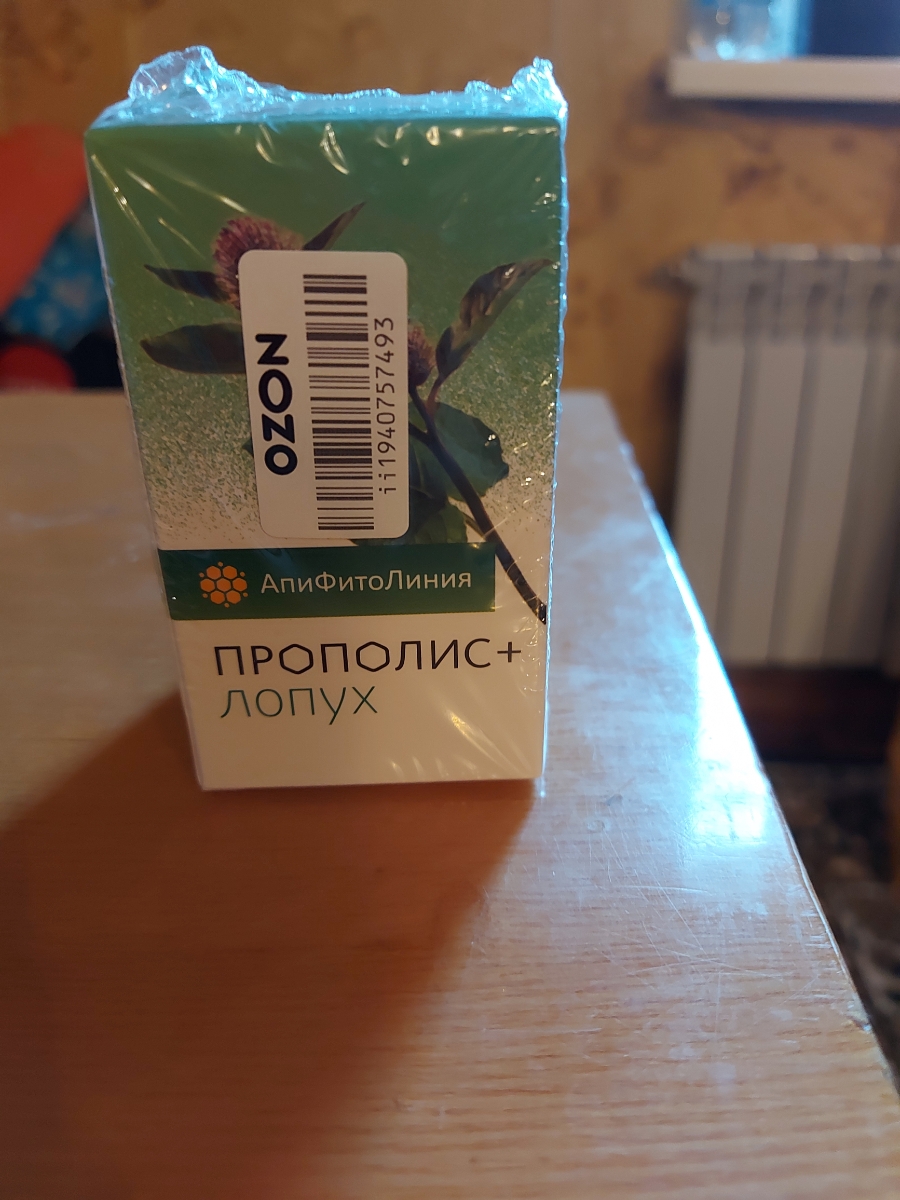 OZON
ii1940757493
АпиФитоЛиния
ПРОПОЛИС+
ЛОПУХ